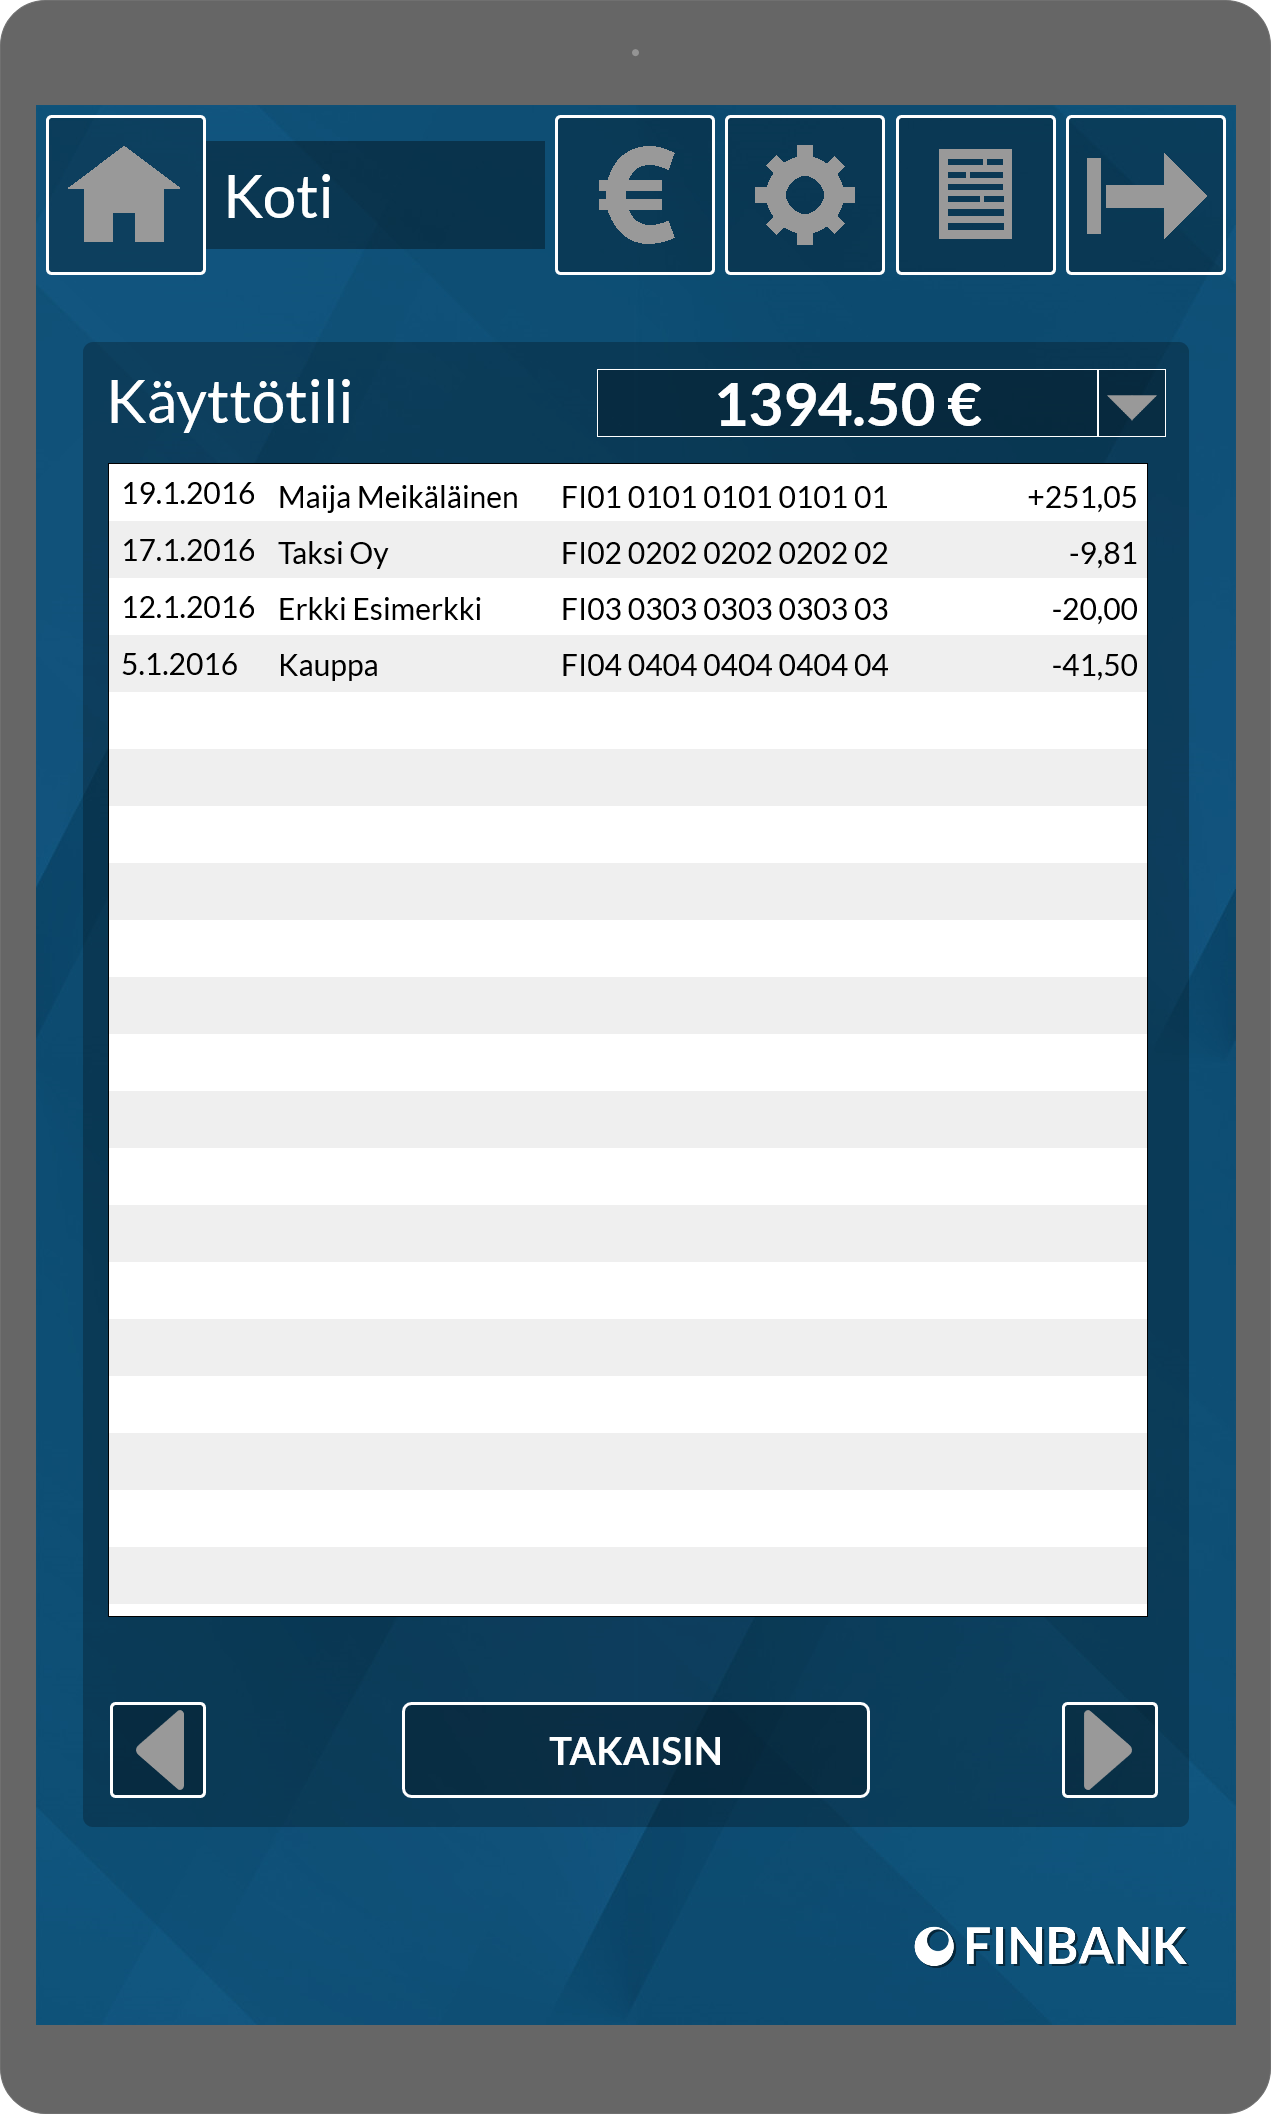 Koti
Käyttötili 1394.50 €
19.1.2016 Maija Meikäläinen FI01 0101 0101 0101 01 +251,05
17.1.2016 Taksi Oy FI02 0202 0202 0202 02 -9,81
12.1.2016 Erkki Esimerkki FI03 0303 0303 0303 03 -20,00
5.1.2016 Kauppa FI04 0404 0404 0404 04 -41,50
TAKAISIN
FINBANK